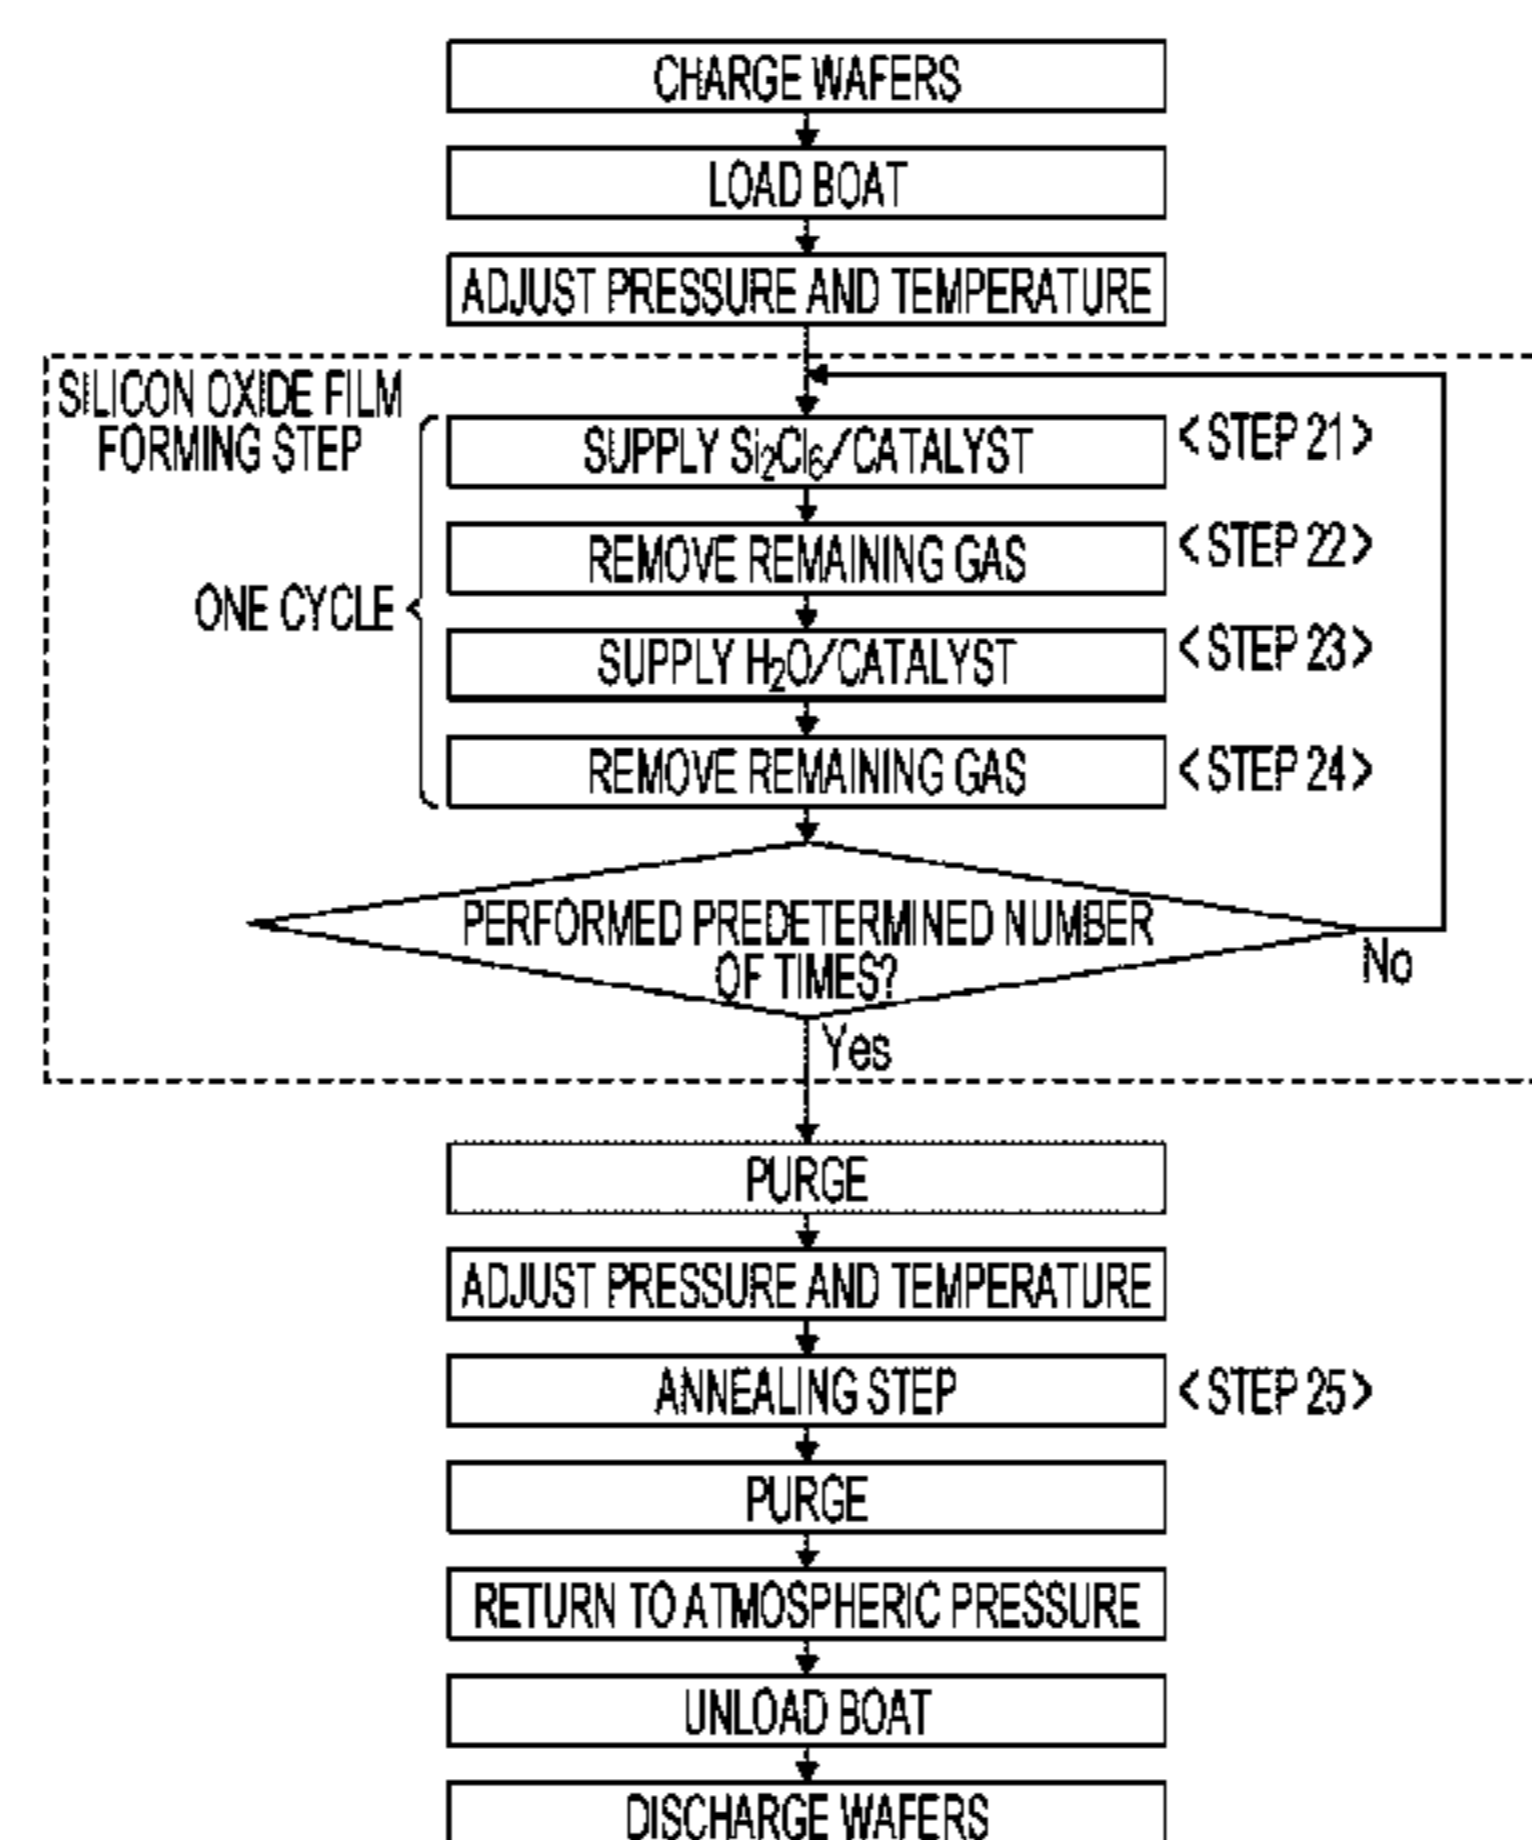 CHARGE WAFERS
LOAD BOAT
ADJUST PRESSURE AND TEMPERATURE
SILICON OXIDE FILM
FORMING STEP
SUPPLY Si₂Cl₆/CATALYST
<STEP 21>
REMOVE REMAINING GAS
<STEP 22>
ONE CYCLE
SUPPLY H₂O/CATALYST
<STEP 23>
REMOVE REMAINING GAS
<STEP 24>
PERFORMED PREDETERMINED NUMBER
OF TIMES?
No
Yes
PURGE
ADJUST PRESSURE AND TEMPERATURE
ANNEALING STEP
<STEP 25>
PURGE
RETURN TO ATMOSPHERIC PRESSURE
UNLOAD BOAT
DISCHARGE WAFERS